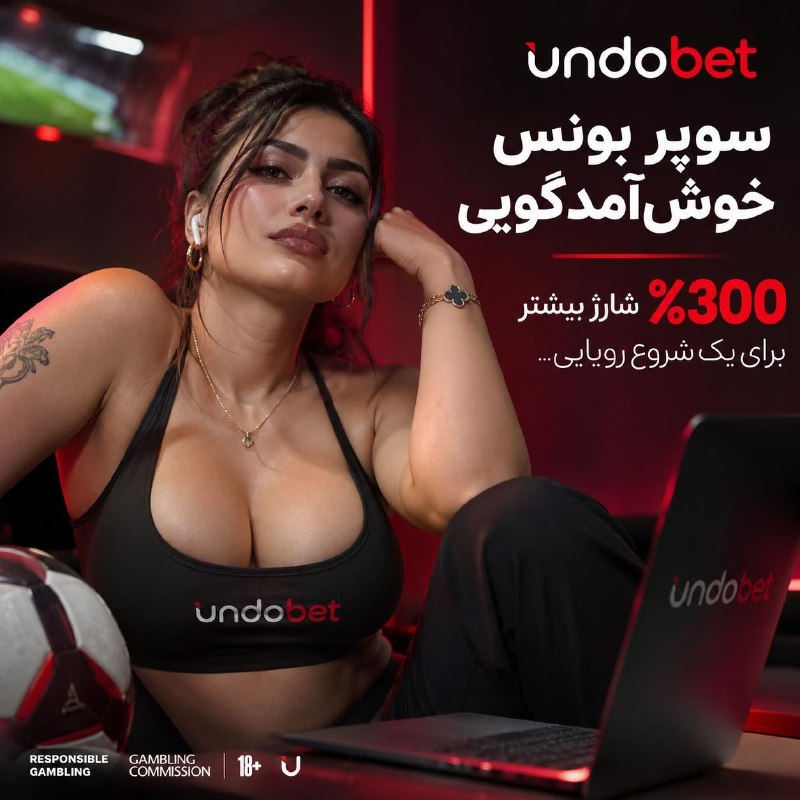 undobet
سوپر بونس
خوش‌آمدگویی
%300 شارژ بیشتر
برای یک شروع رویایی...
undobet
undobet
RESPONSIBLE GAMBLING
GAMBLING COMMISSION
18+
U